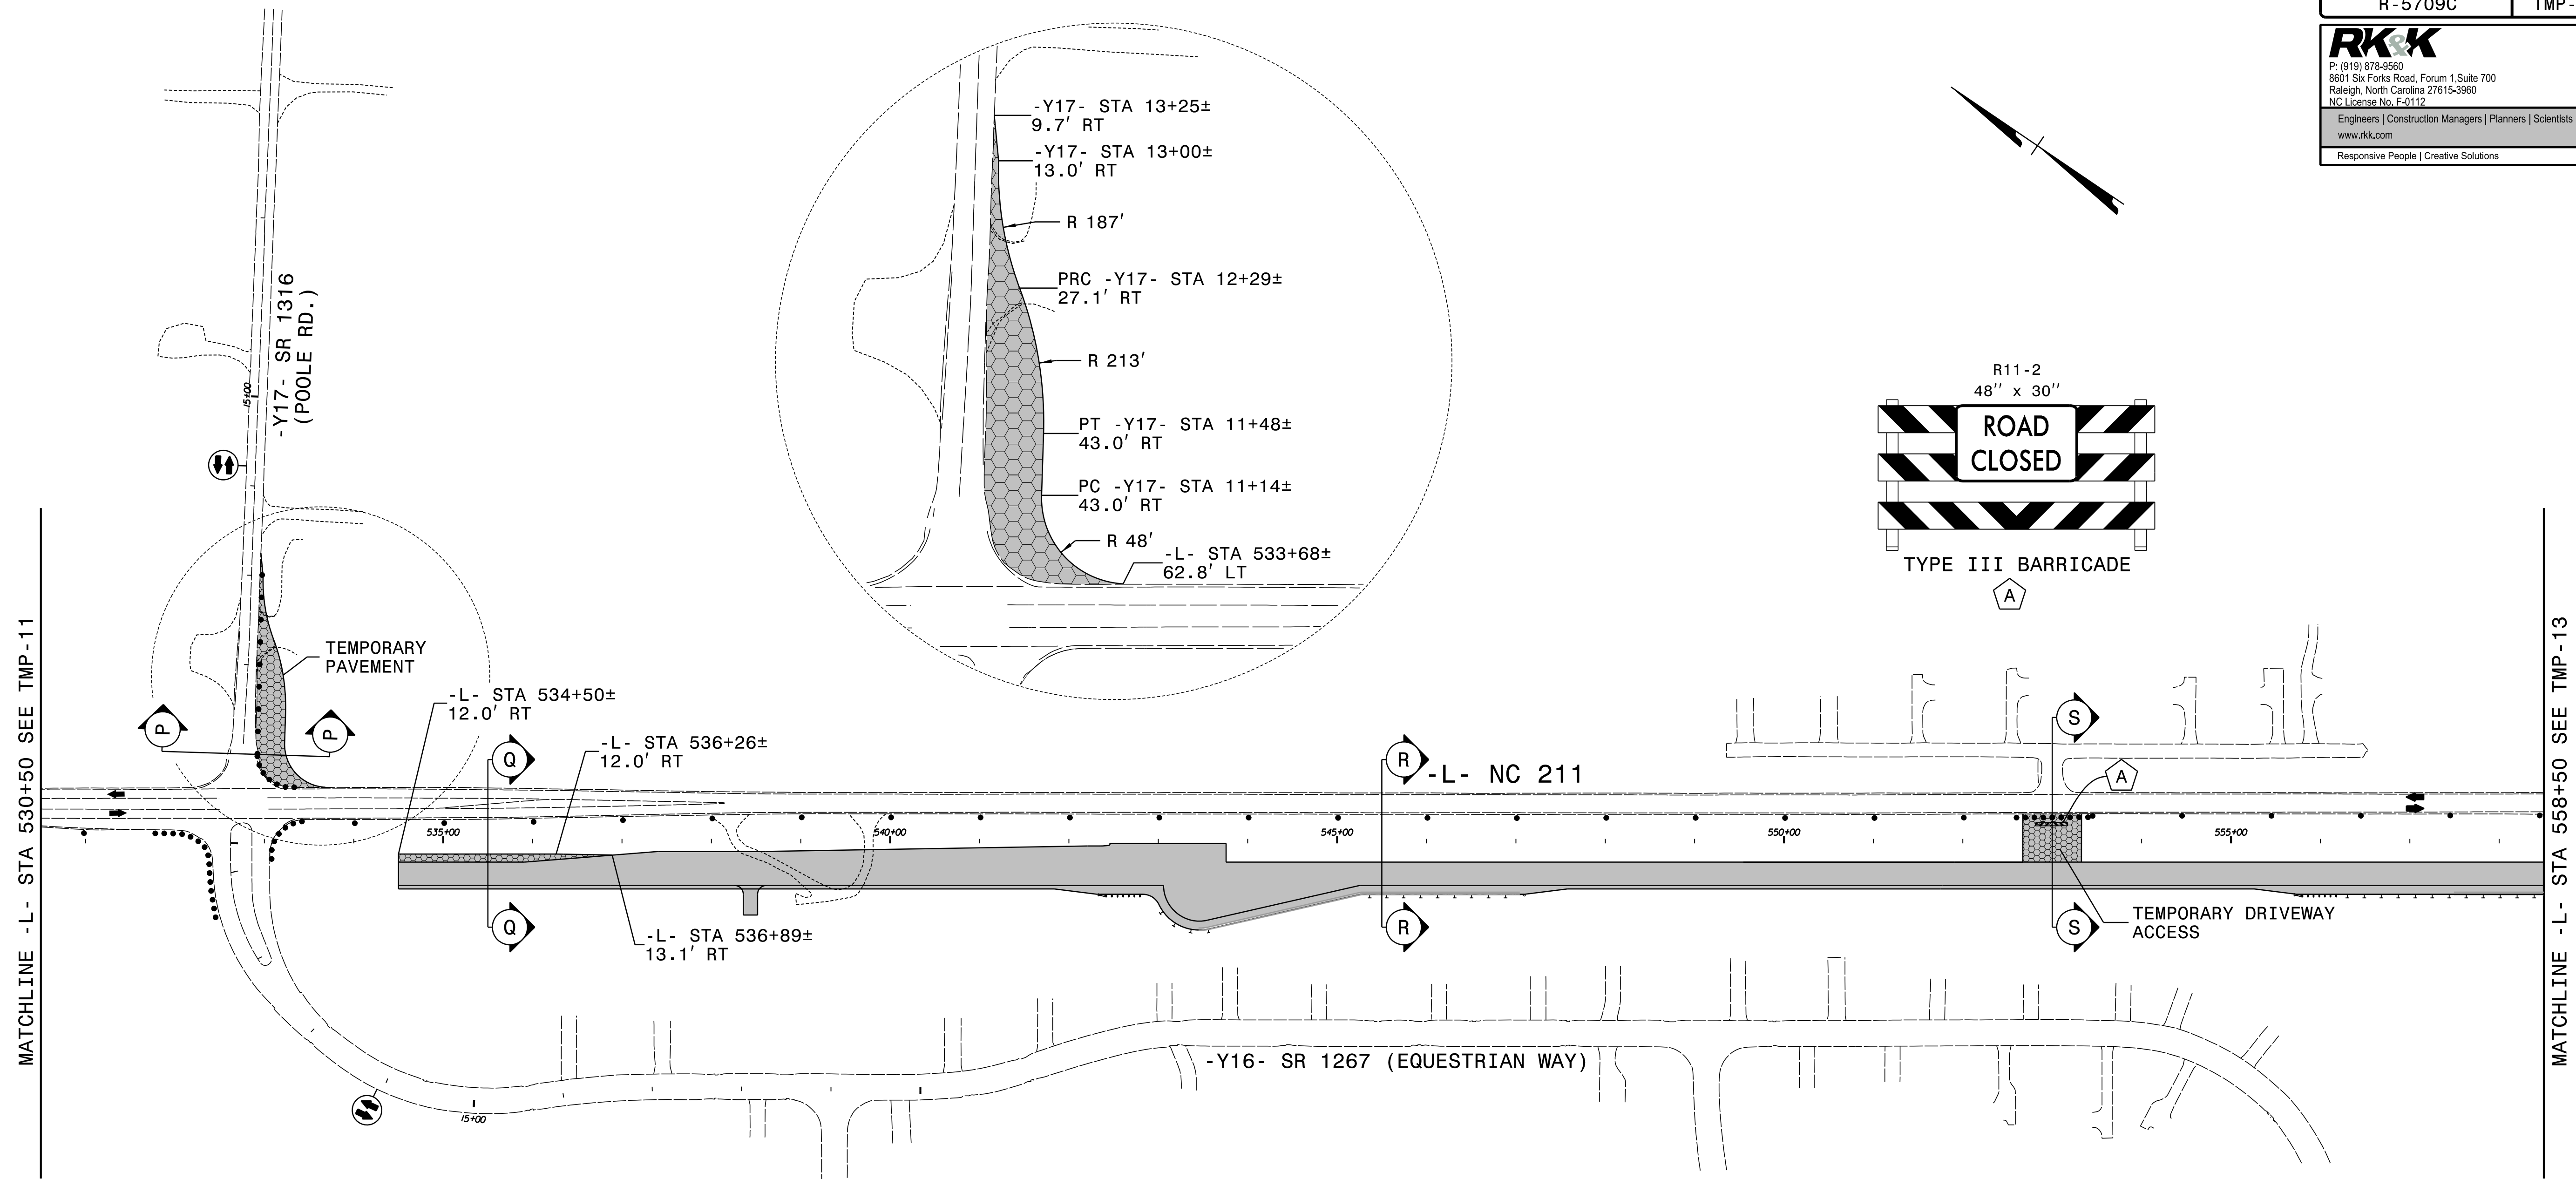 R-5709C
TMP-
RK&K
P: (919) 878-9560
8601 Six Forks Road, Forum 1,Suite 700
Raleigh, North Carolina 27615-3960
NC License No. F-0112
Engineers | Construction Managers | Planners | Scientists
www.rkk.com
Responsive People | Creative Solutions
-Y17- STA 13+25±
9.7' RT
-Y17- STA 13+00±
13.0' RT
R 187'
PRC -Y17- STA 12+29±
27.1' RT
R 213'
PT -Y17- STA 11+48±
43.0' RT
PC -Y17- STA 11+14±
43.0' RT
R 48'
-L- STA 533+68±
62.8' LT
-Y17- SR 1316
(POOLE RD.)
15+00
R11-2
48" x 30"
ROAD
CLOSED
TYPE III BARRICADE
A
MATCHLINE -L- STA 530+50 SEE TMP-11
TEMPORARY
PAVEMENT
P
P
-L- STA 534+50±
12.0' RT
-L- STA 536+26±
12.0' RT
Q
R
S
-L- NC 211
A
535+00
540+00
545+00
550+00
555+00
-L- STA 536+89±
13.1' RT
Q
R
S
TEMPORARY DRIVEWAY
ACCESS
-Y16- SR 1267 (EQUESTRIAN WAY)
15+00
MATCHLINE -L- STA 558+50 SEE TMP-13